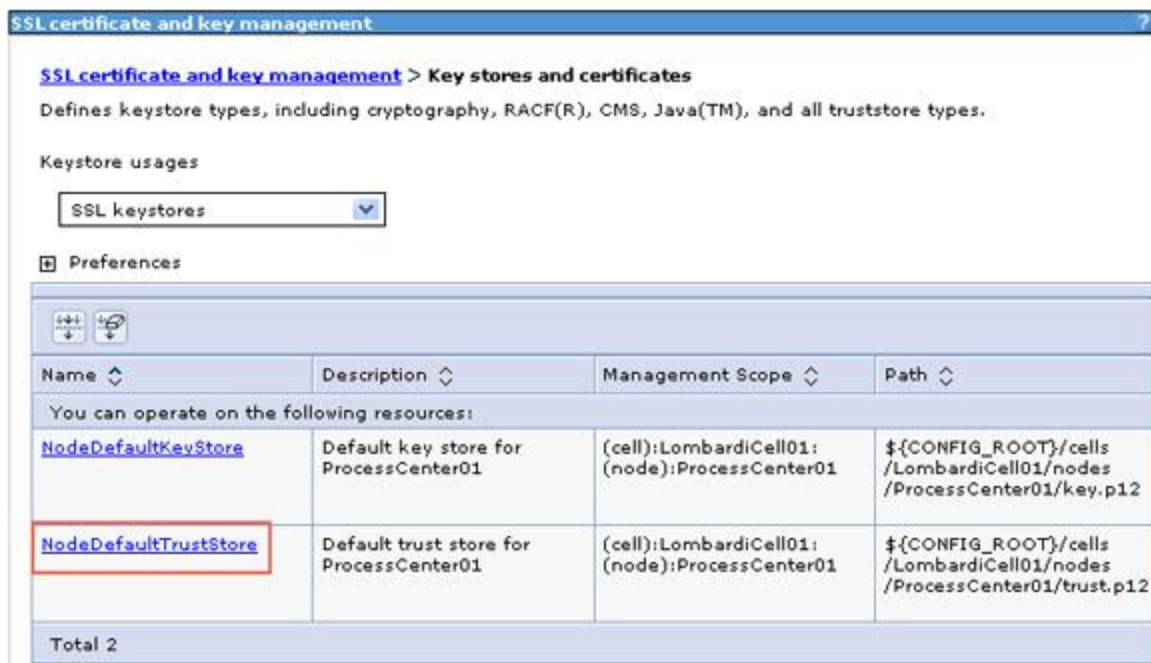 SSL certificate and key management ?
SSL certificate and key management > Key stores and certificates
Defines keystore types, including cryptography, RACF(R), CMS, Java(TM), and all truststore types.
Keystore usages
SSL keystores
Preferences
Name Description Management Scope Path
You can operate on the following resources:
NodeDefaultKeyStore
Default key store for
ProcessCenter01
(cell):LombardiCell01:
(node):ProcessCenter01
${CONFIG_ROOT}/cells
/LombardiCell01/nodes
/ProcessCenter01/key.p12
NodeDefaultTrustStore
Default trust store for
ProcessCenter01
(cell):LombardiCell01:
(node):ProcessCenter01
${CONFIG_ROOT}/cells
/LombardiCell01/nodes
/ProcessCenter01/trust.p12
Total 2